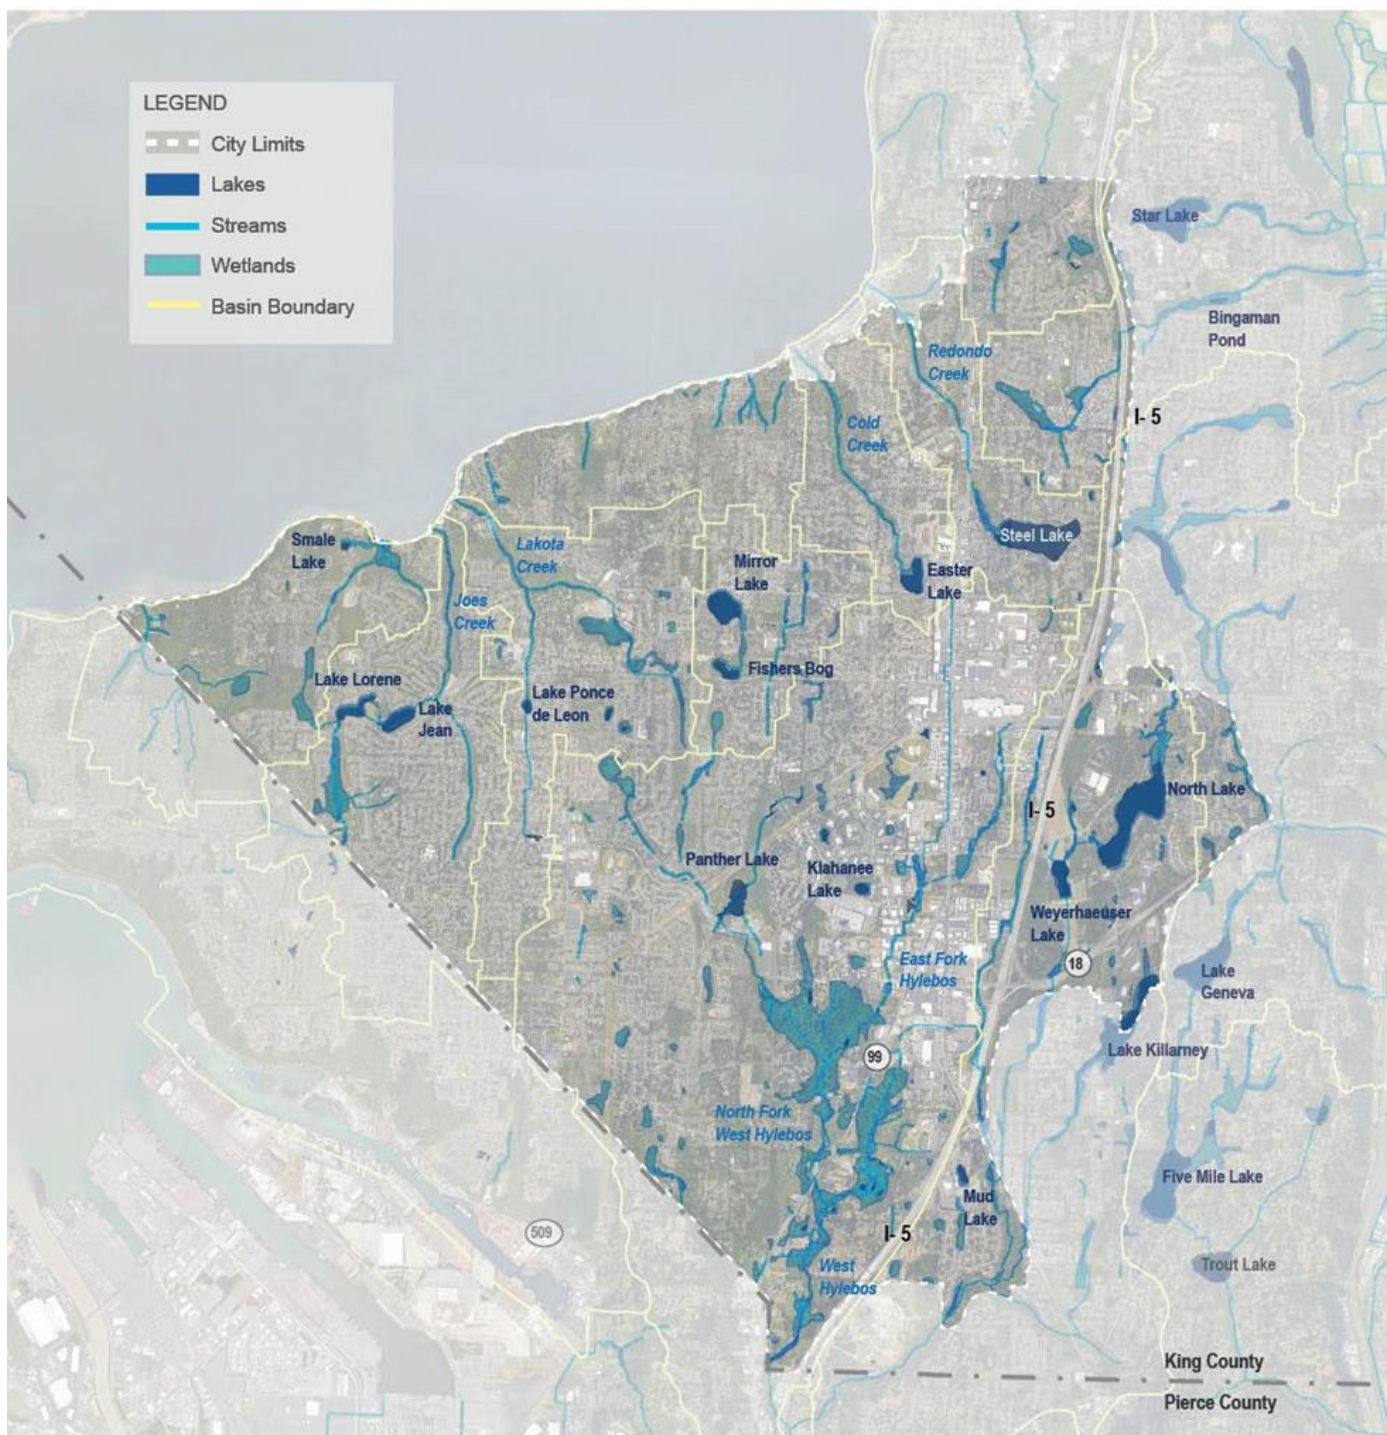 LEGEND
City Limits
Lakes
Streams
Wetlands
Basin Boundary
Star Lake
Bingaman
Pond
Redondo
Creek
I-5
Cold
Creek
Steel Lake
Smale
Lake
Lakota
Creek
Mirror
Lake
Easter
Lake
Joes
Creek
Fishers Bog
Lake Lorene
Lake
Jean
Lake Ponce
de Leon
North Lake
I-5
Panther Lake
Klahanee
Lake
Weyerhaeuser
Lake
East Fork
Hylebos
18
Lake
Geneva
Lake Killarney
99
North Fork
West Hylebos
Five Mile Lake
Mud
Lake
509
I-5
Trout Lake
West
Hylebos
King County
Pierce County